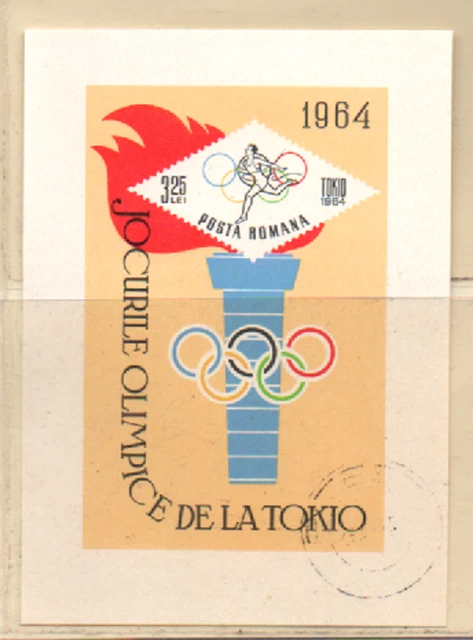 1964
3.25
LEI
TOKIO
1964
POSTA ROMANA
JOCURILE OLIMPICE DE LA TOKIO